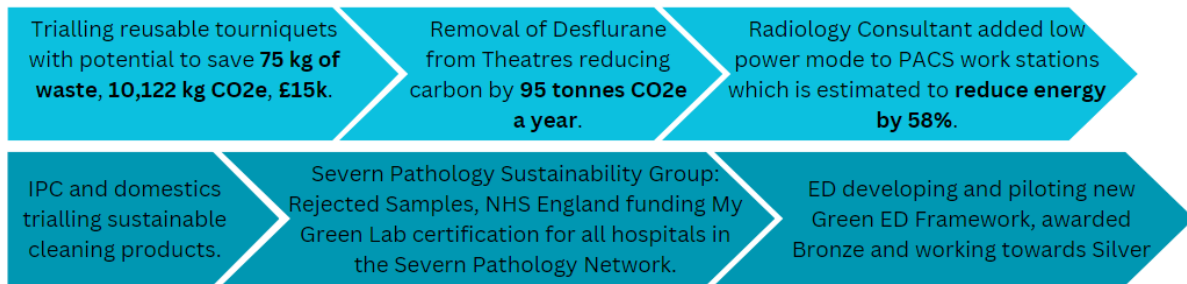 Trialling reusable tourniquets
with potential to save 75 kg of
waste, 10,122 kg CO2e, £15k.
Removal of Desflurane
from Theatres reducing
carbon by 95 tonnes CO2e
a year.
Radiology Consultant added low
power mode to PACS work stations
which is estimated to reduce energy
by 58%.
IPC and domestics
trialling sustainable
cleaning products.
Severn Pathology Sustainability Group:
Rejected Samples, NHS England funding My
Green Lab certification for all hospitals in
the Severn Pathology Network.
ED developing and piloting new
Green ED Framework, awarded
Bronze and working towards Silver